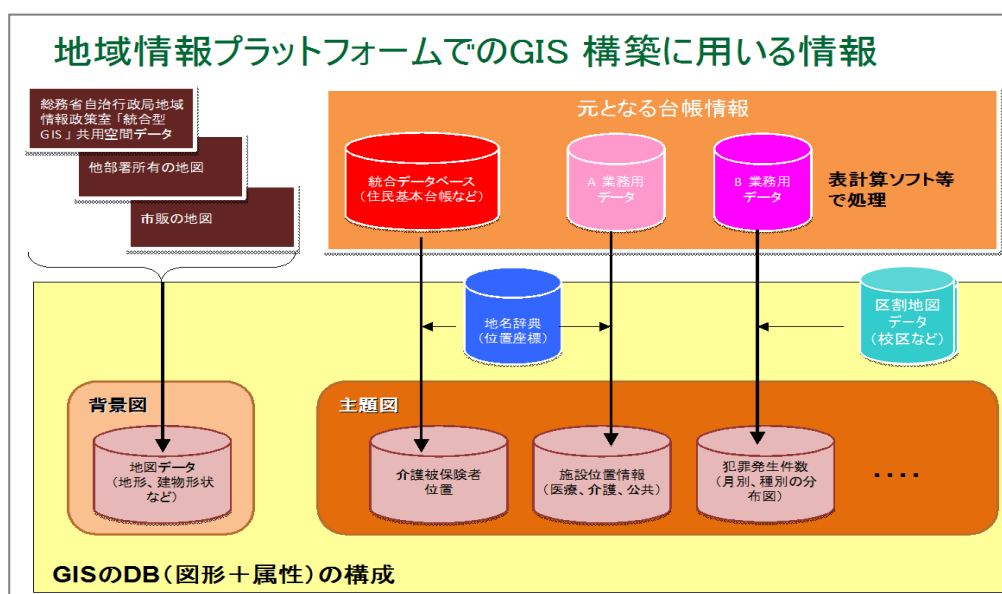 地域情報プラットフォームでのGIS 構築に用いる情報
総務省自治行政局地域
情報政策室「統合型
GIS」共用空間データ
他部署所有の地図
市販の地図
元となる台帳情報
統合データベース
（住民基本台帳など）
A 業務用
データ
B 業務用
データ
表計算ソフト等
で処理
地名辞典
（位置座標）
区割地図
データ
（校区など）
背景図
地図データ
（地形、建物形状
など）
主題図
介護被保険者
位置
施設位置情報
（医療、介護、公共）
犯罪発生件数
（月別、種別の分
布図）
・・・・
GISのDB（図形＋属性）の構成